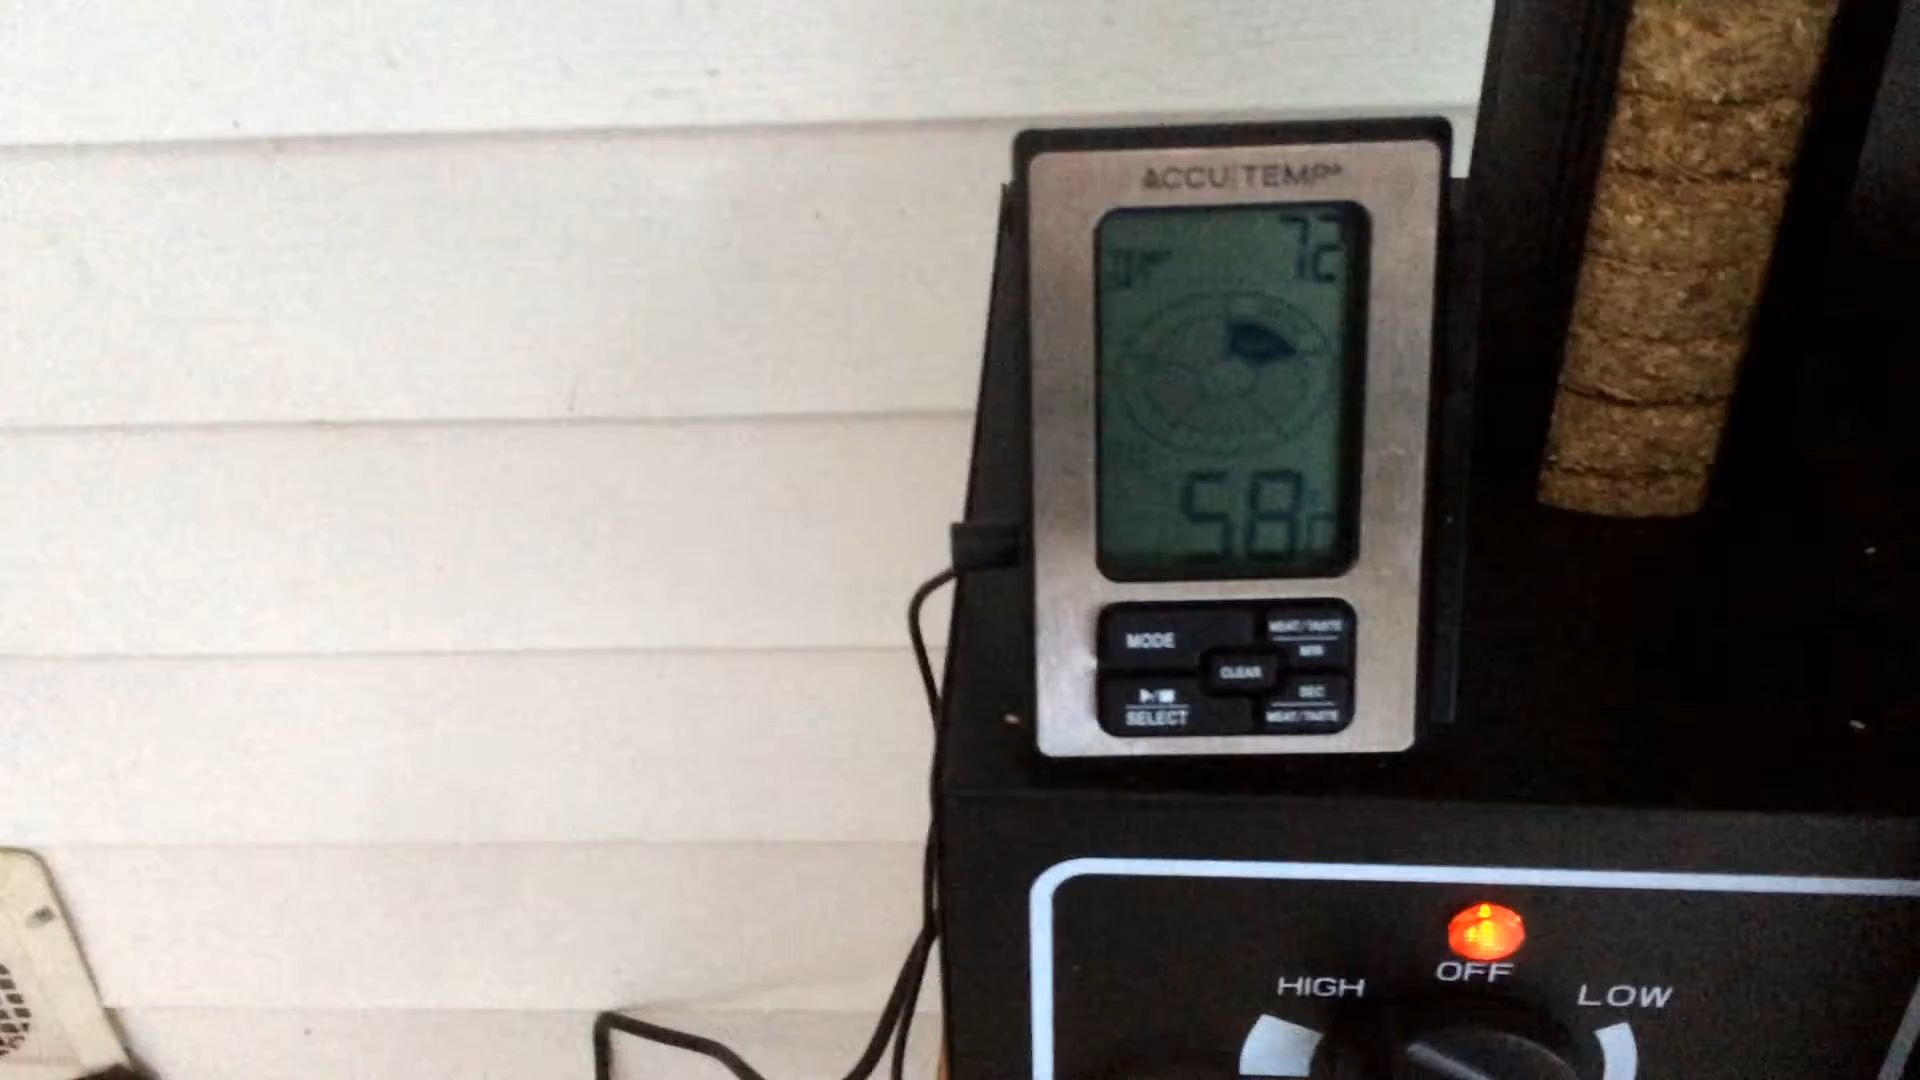 ACCU TEMP
72
58
MODE
MEAT/TASTE
MIN
CLEAR
SEC
SELECT
MEAT/TASTE
OFF
HIGH
LOW